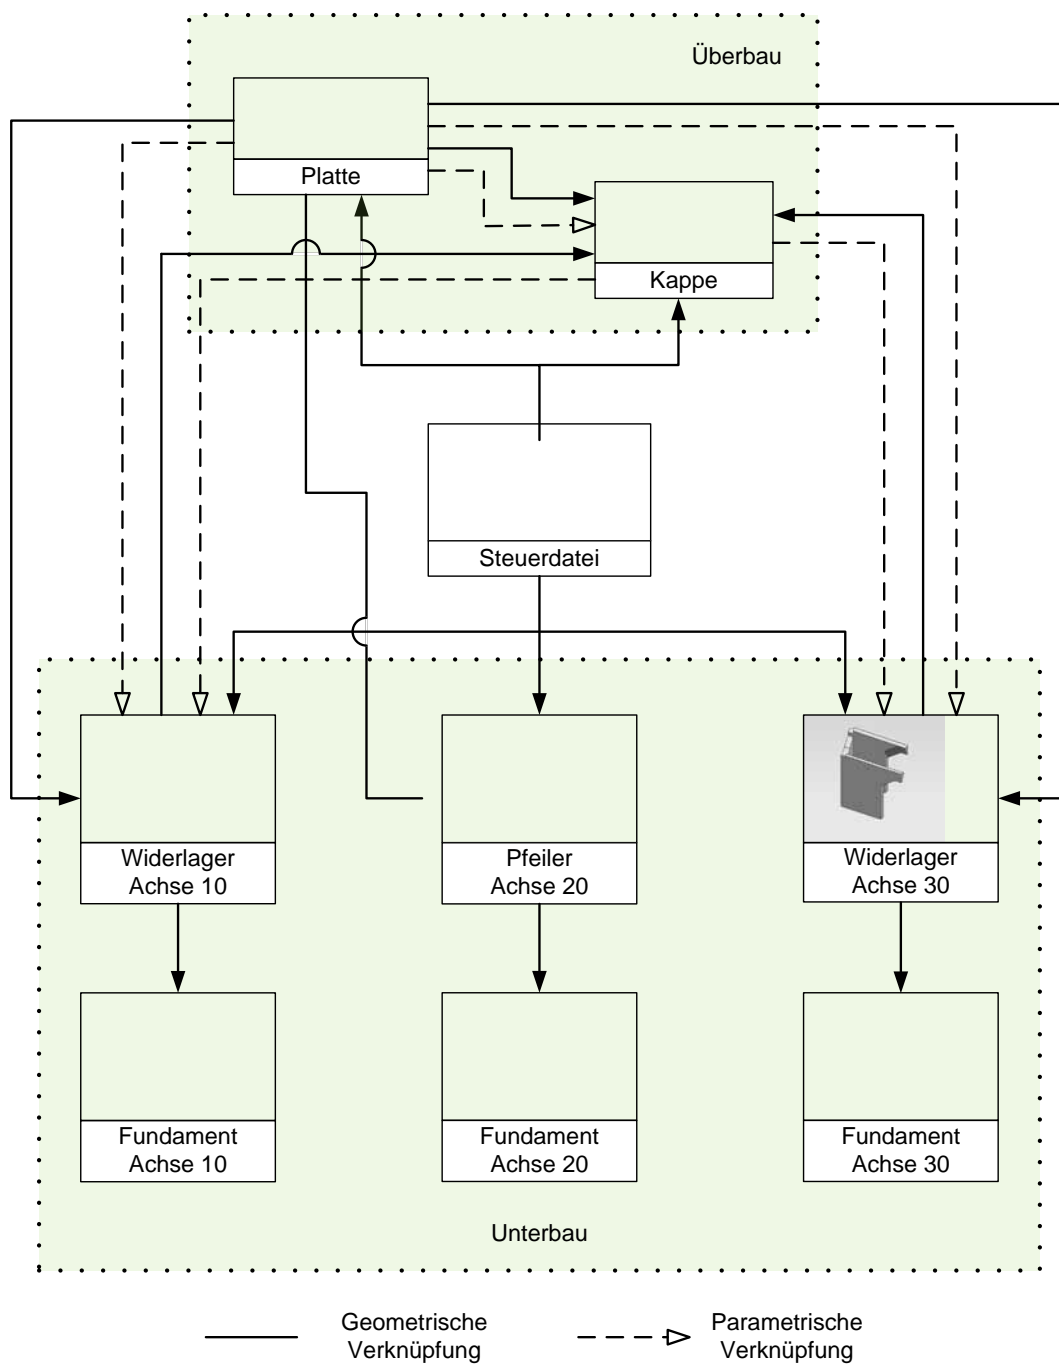 Überbau
Platte
Kappe
Steuerdatei
Widerlager
Achse 10
Pfeiler
Achse 20
Widerlager
Achse 30
Fundament
Achse 10
Fundament
Achse 20
Fundament
Achse 30
Unterbau
Geometrische
Verknüpfung
Parametrische
Verknüpfung